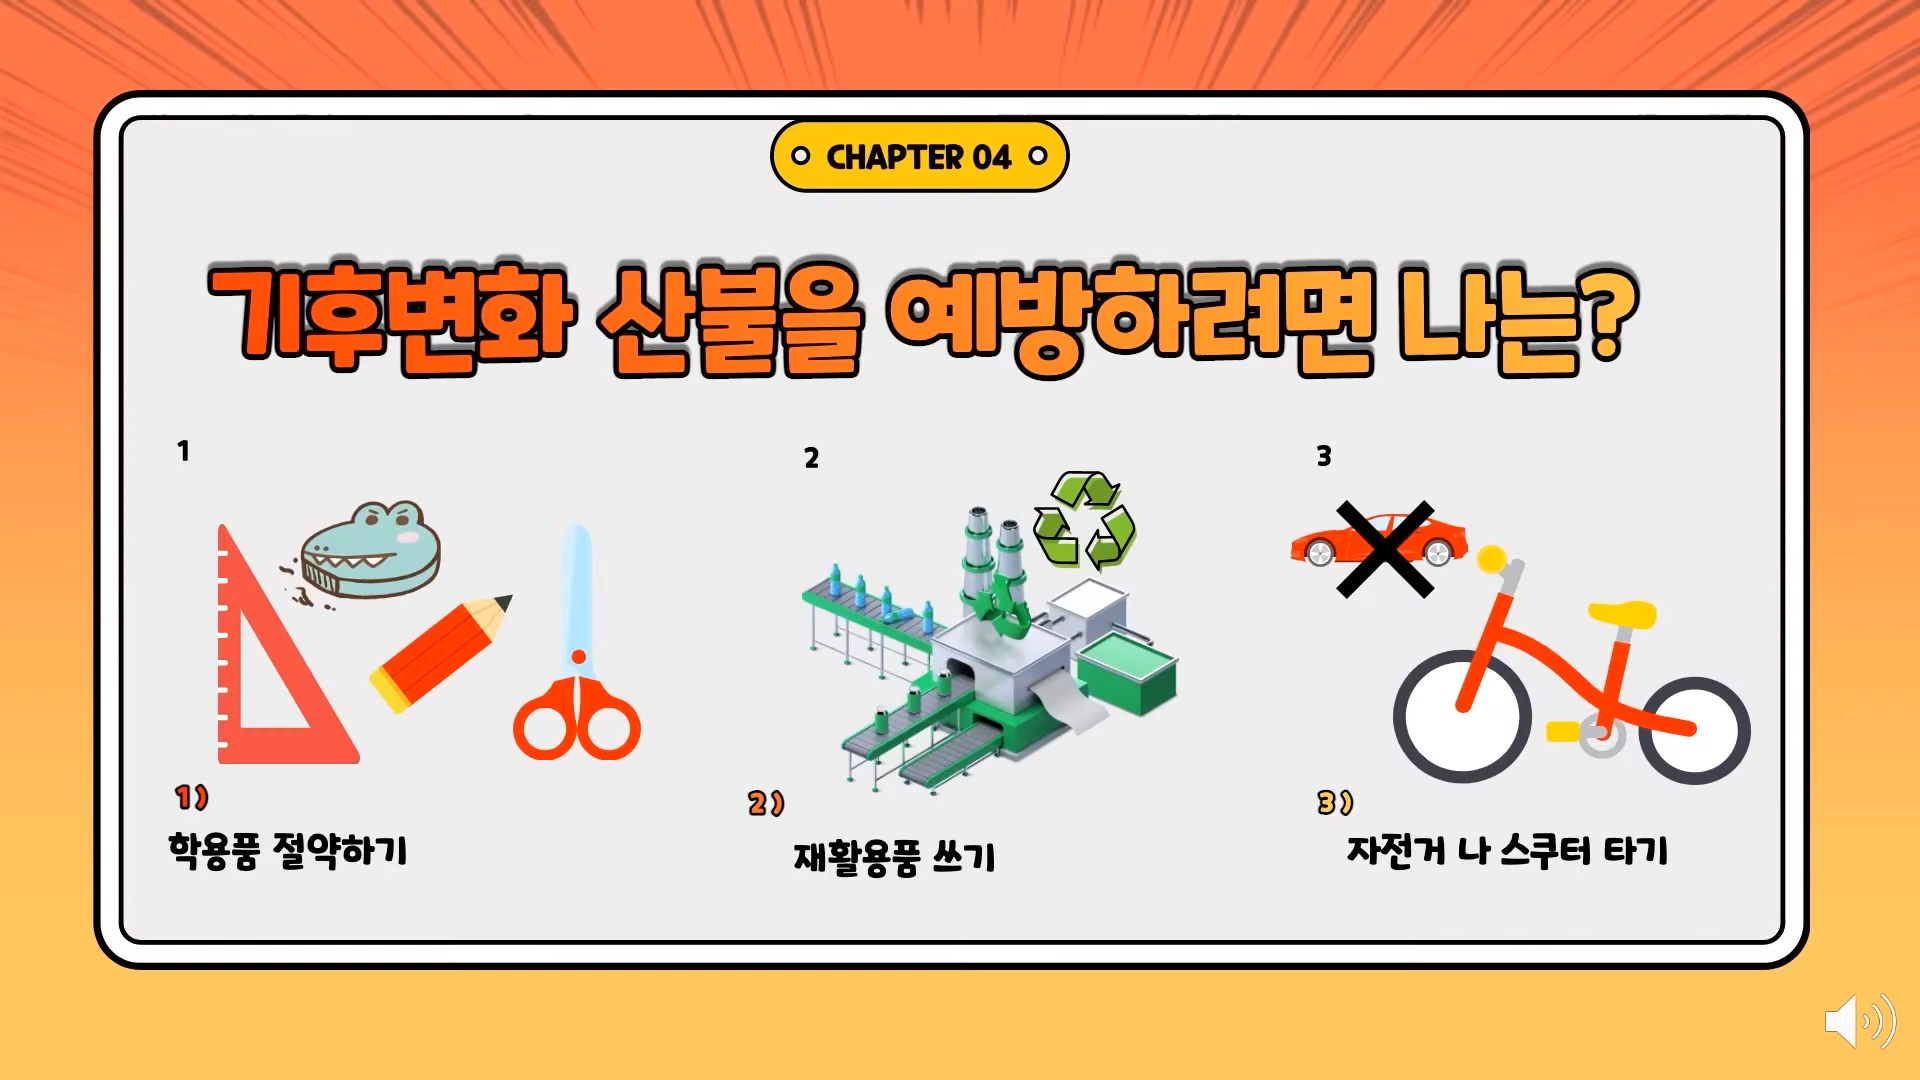 CHAPTER 04
기후변화 산불을 예방하려면 나는?
1
2
3
1)
학용품 절약하기
2)
재활용품 쓰기
3)
자전거 나 스쿠터 타기